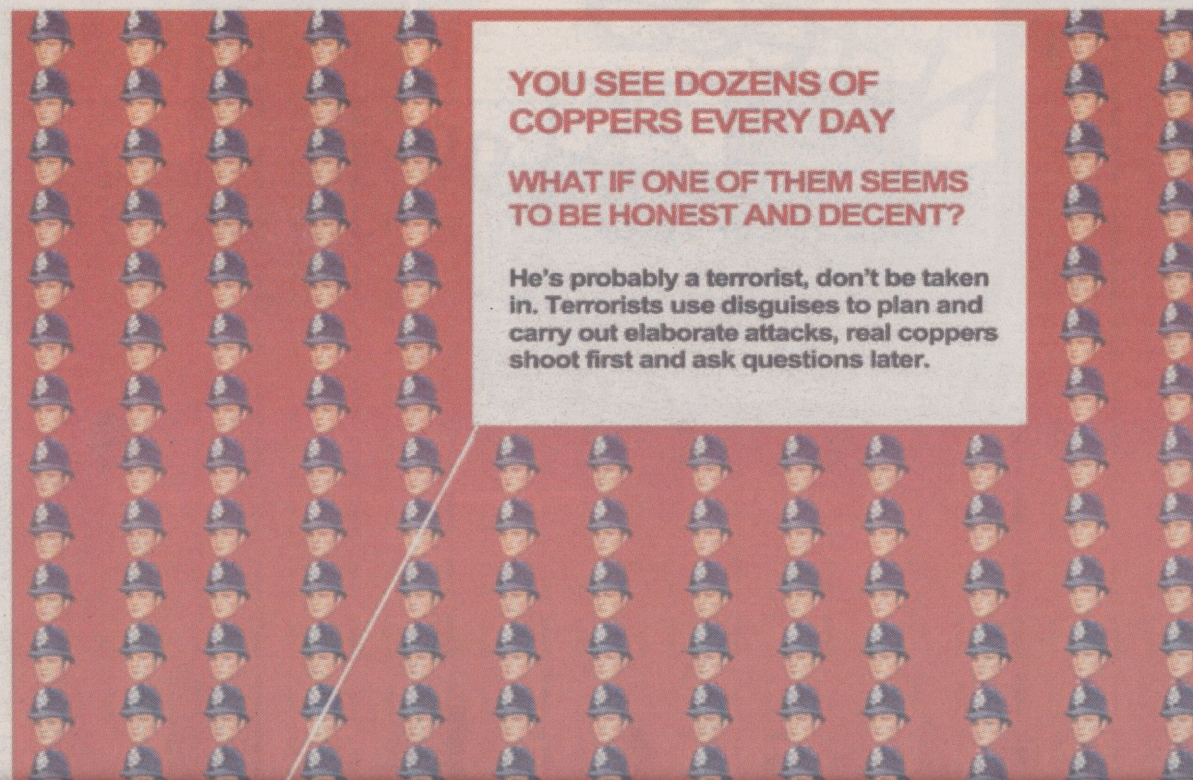 YOU SEE DOZENS OF
COPPERS EVERY DAY
WHAT IF ONE OF THEM SEEMS
TO BE HONEST AND DECENT?
He's probably a terrorist, don't be taken
in. Terrorists use disguises to plan and
carry out elaborate attacks, real coppers
shoot first and ask questions later.